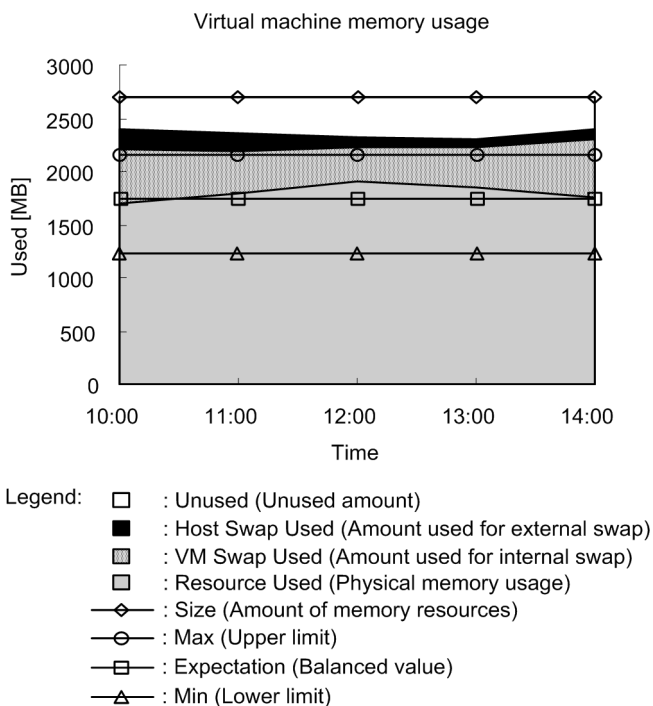 Virtual machine memory usage
3000
2500
2000
1500
1000
500
0
Used [MB]
10:00 11:00 12:00 13:00 14:00
Time
Legend:
: Unused (Unused amount)
: Host Swap Used (Amount used for external swap)
: VM Swap Used (Amount used for internal swap)
: Resource Used (Physical memory usage)
: Size (Amount of memory resources)
: Max (Upper limit)
: Expectation (Balanced value)
: Min (Lower limit)